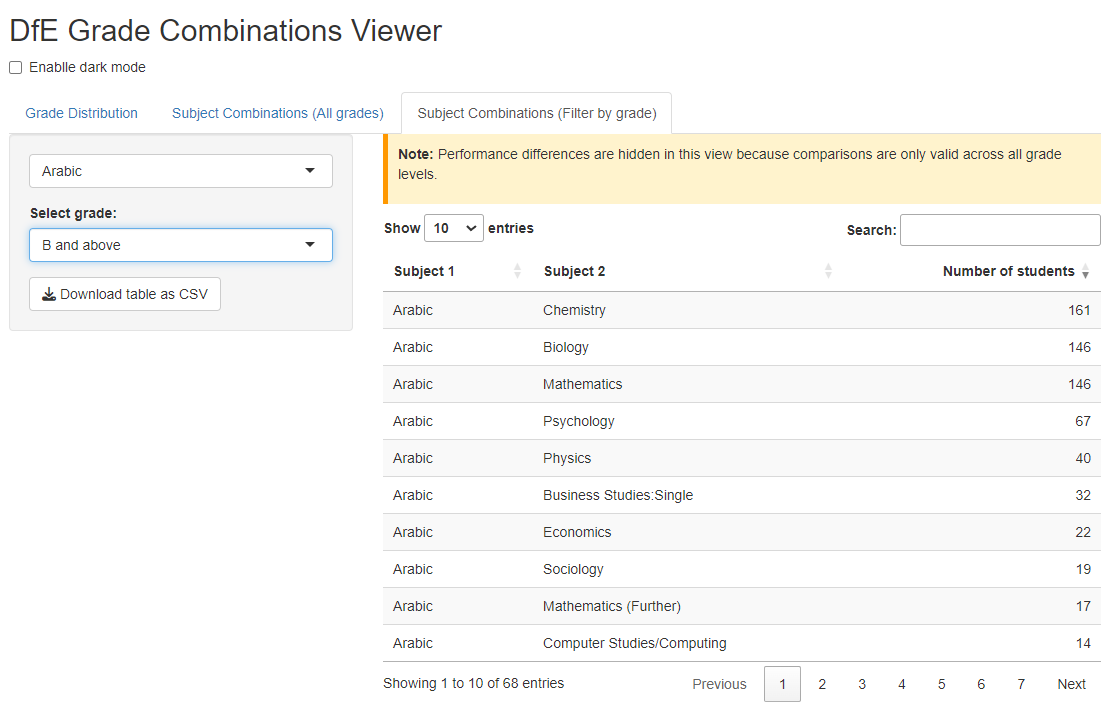 DfE Grade Combinations Viewer
Enablle dark mode
Grade Distribution Subject Combinations (All grades) Subject Combinations (Filter by grade)
Arabic
Select grade:
B and above
Download table as CSV
Note: Performance differences are hidden in this view because comparisons are only valid across all grade
levels.
Show 10 entries Search:
Subject 1 Subject 2 Number of students
Arabic Chemistry 161
Arabic Biology 146
Arabic Mathematics 146
Arabic Psychology 67
Arabic Physics 40
Arabic Business Studies:Single 32
Arabic Economics 22
Arabic Sociology 19
Arabic Mathematics (Further) 17
Arabic Computer Studies/Computing 14
Showing 1 to 10 of 68 entries Previous 1 2 3 4 5 6 7 Next